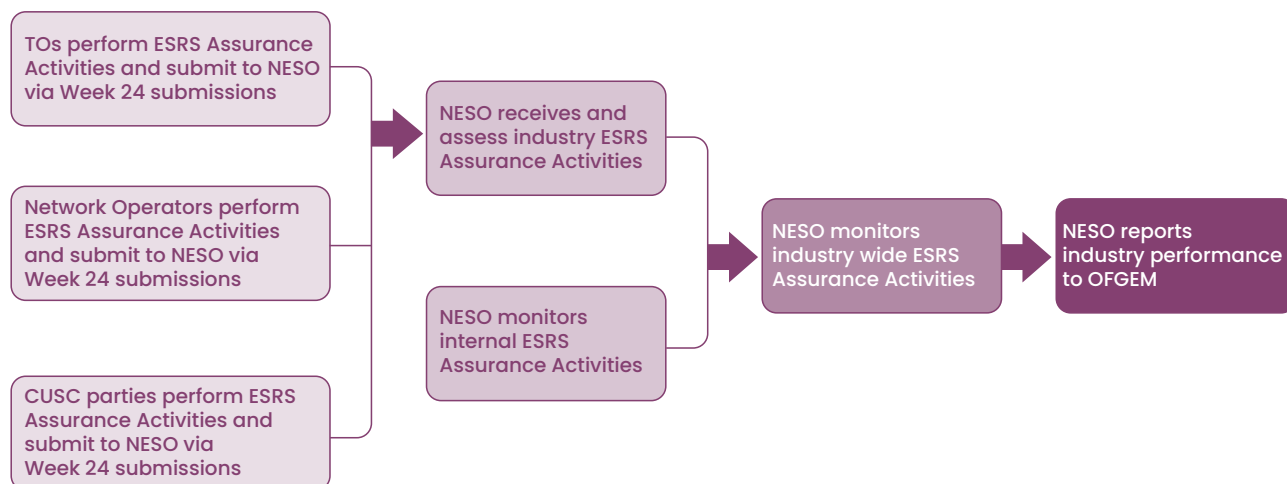 TOs perform ESRS Assurance
Activities and submit to NESO
via Week 24 submissions
Network Operators perform
ESRS Assurance Activities
and submit to NESO via
Week 24 submissions
CUSC parties perform ESRS
Assurance Activities and
submit to NESO via
Week 24 submissions
NESO receives and
assess industry ESRS
Assurance Activities
NESO monitors
internal ESRS
Assurance Activities
NESO monitors
industry wide ESRS
Assurance Activities
NESO reports
industry performance
to OFGEM